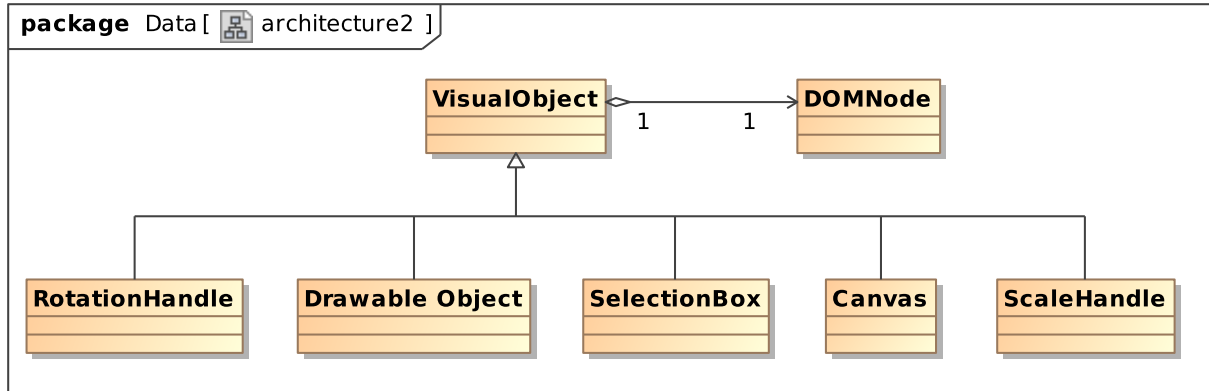 package Data [ architecture2 ]
VisualObject
DOMNode
1
1
RotationHandle
Drawable Object
SelectionBox
Canvas
ScaleHandle